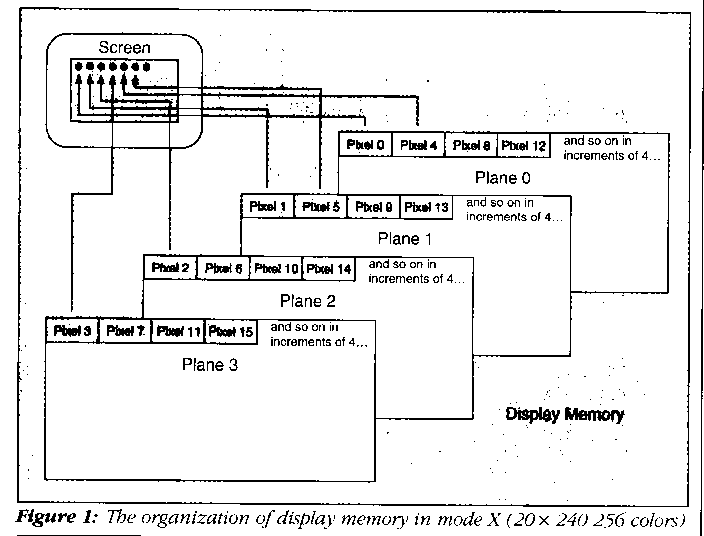 Screen
Pixel 0 Pixel 4 Pixel 8 Pixel 12 and so on in
increments of 4...
Plane 0
Pixel 1 Pixel 5 Pixel 9 Pixel 13 and so on in
increments of 4...
Plane 1
Pixel 2 Pixel 6 Pixel 10 Pixel 14 and so on in
increments of 4...
Plane 2
Pixel 3 Pixel 7 Pixel 11 Pixel 15 and so on in
increments of 4...
Plane 3
Display Memory
Figure 1: The organization of display memory in mode X (20× 240 256 colors)